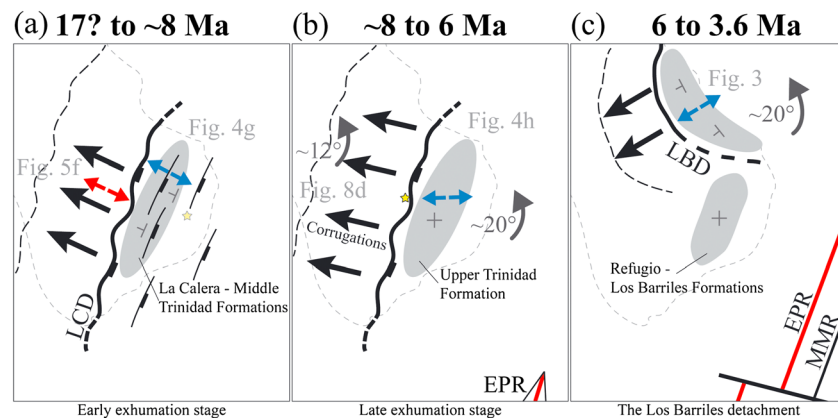 (a) 17? to ~8 Ma
Fig. 4g
Fig. 5f
La Calera - Middle
Trinidad Formations
LCD
Early exhumation stage
(b) ~8 to 6 Ma
Fig. 4h
~12°
Fig. 8d
~20°
Corrugations
Upper Trinidad
Formation
EPR
Late exhumation stage
(c) 6 to 3.6 Ma
Fig. 3
~20°
LBD
Refugio -
Los Barriles Formations
EPR
MMR
The Los Barriles detachment